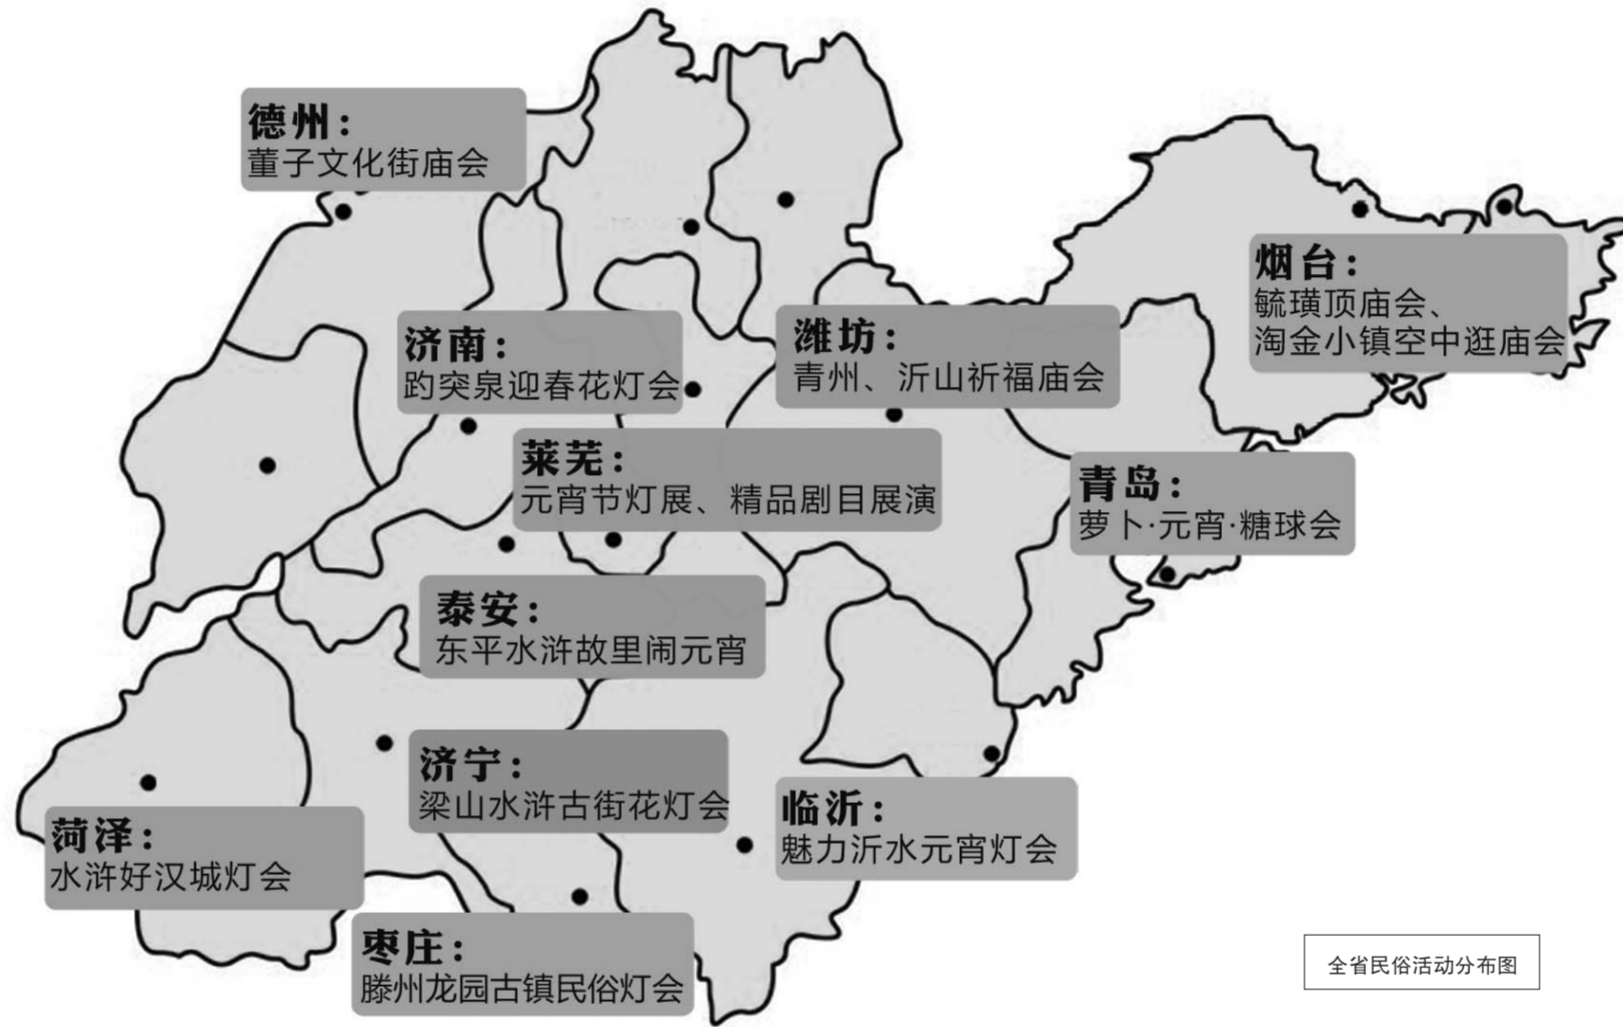 德州：
董子文化街庙会
烟台：
毓璜顶庙会、
淘金小镇空中逛庙会
济南：
趵突泉迎春花灯会
潍坊：
青州、沂山祈福庙会
莱芜：
元宵节灯展、精品剧目展演
青岛：
萝卜·元宵·糖球会
泰安：
东平水浒故里闹元宵
济宁：
梁山水浒古街花灯会
临沂：
魅力沂水元宵灯会
菏泽：
水浒好汉城灯会
枣庄：
滕州龙园古镇民俗灯会
全省民俗活动分布图